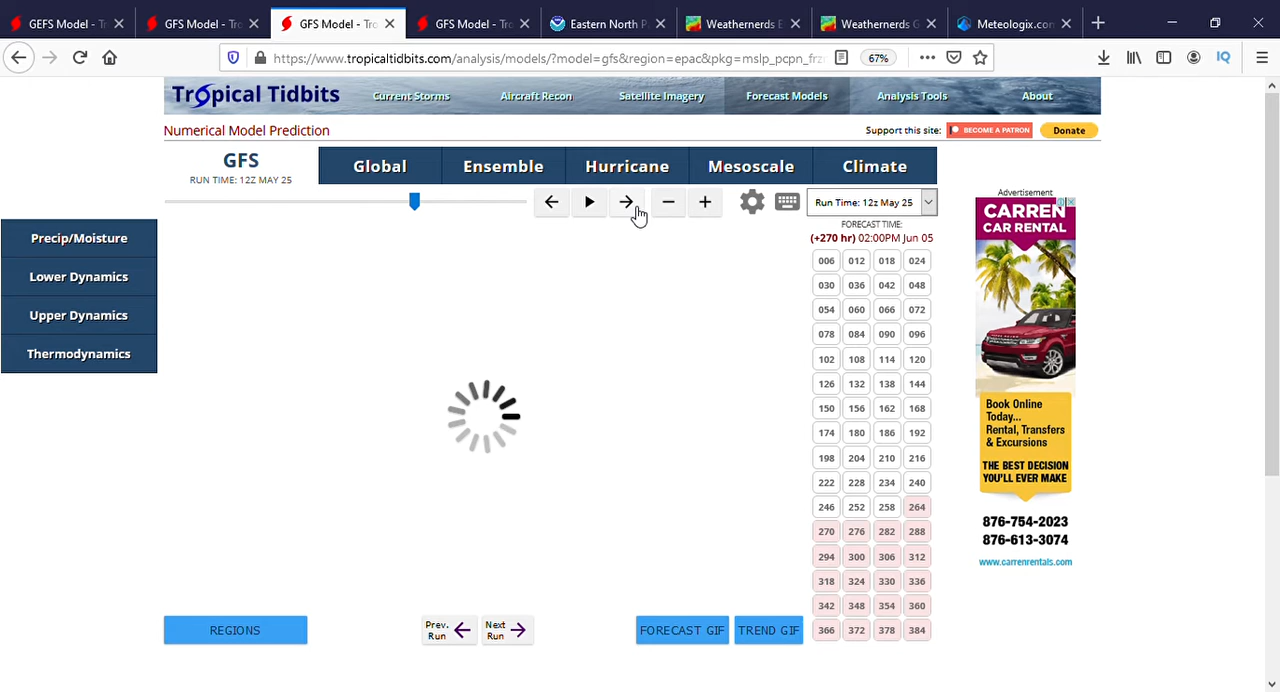 GEFS Model - Tro
GFS Model - Tro
GFS Model - Tro
GFS Model - Tro
Eastern North P
Weathernerds E
Weathernerds G
Meteologix.com
https://www.tropicaltidbits.com/analysis/models/?model=gfs&region=epac&pkg=mslp_pcpn_frz
67%
IQ
Tropical Tidbits
Current Storms
Aircraft Recon
Satellite Imagery
Forecast Models
Analysis Tools
About
Numerical Model Prediction
Support this site:
BECOME A PATRON
Donate
GFS
RUN TIME: 12Z MAY 25
Global
Ensemble
Hurricane
Mesoscale
Climate
Run Time: 12z May 25
FORECAST TIME:
(+270 hr) 02:00PM Jun 05
Precip/Moisture
Lower Dynamics
Upper Dynamics
Thermodynamics
006 012 018 024
030 036 042 048
054 060 066 072
078 084 090 096
102 108 114 120
126 132 138 144
150 156 162 168
174 180 186 192
198 204 210 216
222 228 234 240
246 252 258 264
270 276 282 288
294 300 306 312
318 324 330 336
342 348 354 360
366 372 378 384
Advertisement
CARREN
CAR RENTAL
Book Online
Today...
Rental, Transfers
& Excursions
THE BEST DECISION
YOU'LL EVER MAKE
876-754-2023
876-613-3074
www.carrenrentals.com
REGIONS
Prev.
Run
Next
Run
FORECAST GIF
TREND GIF